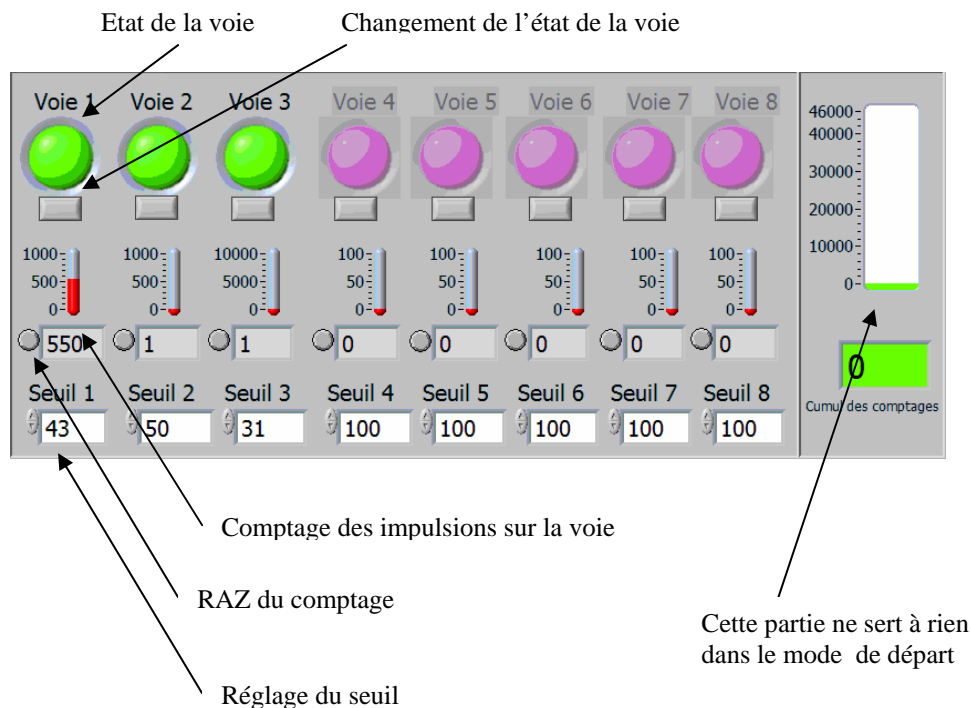 Etat de la voie Changement de l’état de la voie
Voie 1 Voie 2 Voie 3 Voie 4 Voie 5 Voie 6 Voie 7 Voie 8
46000
40000
30000
20000
10000
0
1000 1000 10000 100 100 100 100 100
500 500 5000 50 50 50 50 50
0 0 0 0 0 0 0 0
550 1 1 0 0 0 0 0
0
Cumul des comptages
Seuil 1 Seuil 2 Seuil 3 Seuil 4 Seuil 5 Seuil 6 Seuil 7 Seuil 8
43 50 31 100 100 100 100 100
Comptage des impulsions sur la voie
RAZ du comptage
Cette partie ne sert à rien
dans le mode de départ
Réglage du seuil